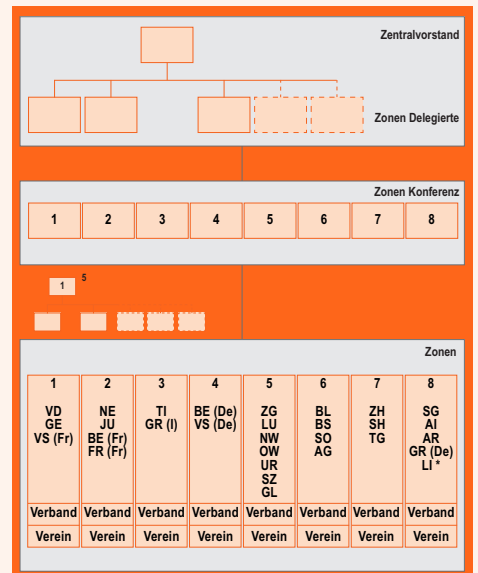 Zentralvorstand
Zonen Delegierte
Zonen Konferenz
1 2 3 4 5 6 7 8
1 5
Zonen
1 2 3 4 5 6 7 8
VD NE TI BE (De) ZG BL ZH SG
GE JU GR (I) VS (De) LU BS SH AI
VS (Fr) BE (Fr) NW SO TG AR
FR (Fr) OW AG GR (De)
UR LI *
SZ
GL
Verband Verband Verband Verband Verband Verband Verband Verband
Verein Verein Verein Verein Verein Verein Verein Verein